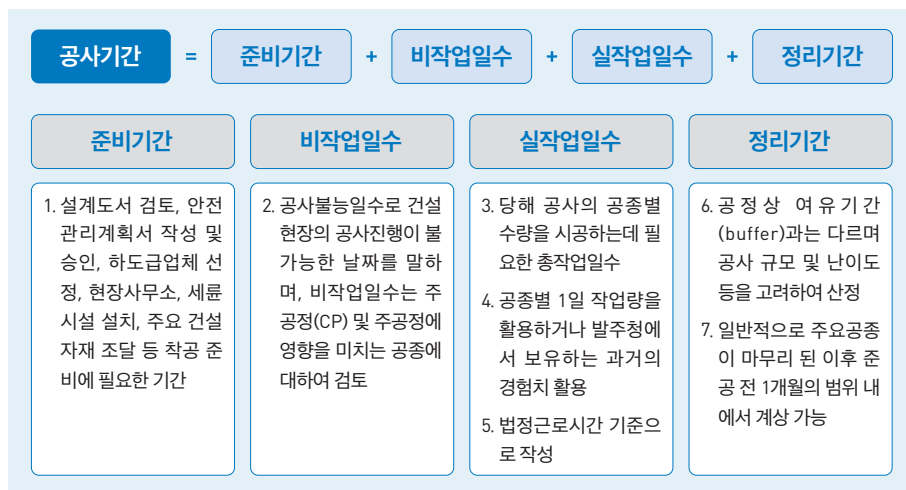 공사기간 = 준비기간 + 비작업일수 + 실작업일수 + 정리기간
준비기간
1. 설계도서 검토, 안전
관리계획서 작성 및
승인, 하도급업체 선
정, 현장사무소, 세륜
시설 설치, 주요 건설
자재 조달 등 착공 준
비에 필요한 기간
비작업일수
2. 공사불능일수로 건설
현장의 공사진행이 불
가능한 날짜를 말하
며, 비작업일수는 주
공정(CP) 및 주공정에
영향을 미치는 공종에
대하여 검토
실작업일수
3. 당해 공사의 공종별
수량을 시공하는데 필
요한 총작업일수
4. 공종별 1일 작업량을
활용하거나 발주청에
서 보유하는 과거의
경험치 활용
5. 법정근로시간 기준으
로 작성
정리기간
6. 공정상 여유기간
(buffer)과는 다르며
공사 규모 및 난이도
등을 고려하여 산정
7. 일반적으로 주요공종
이 마무리 된 이후 준
공 전 1개월의 범위 내
에서 계상 가능